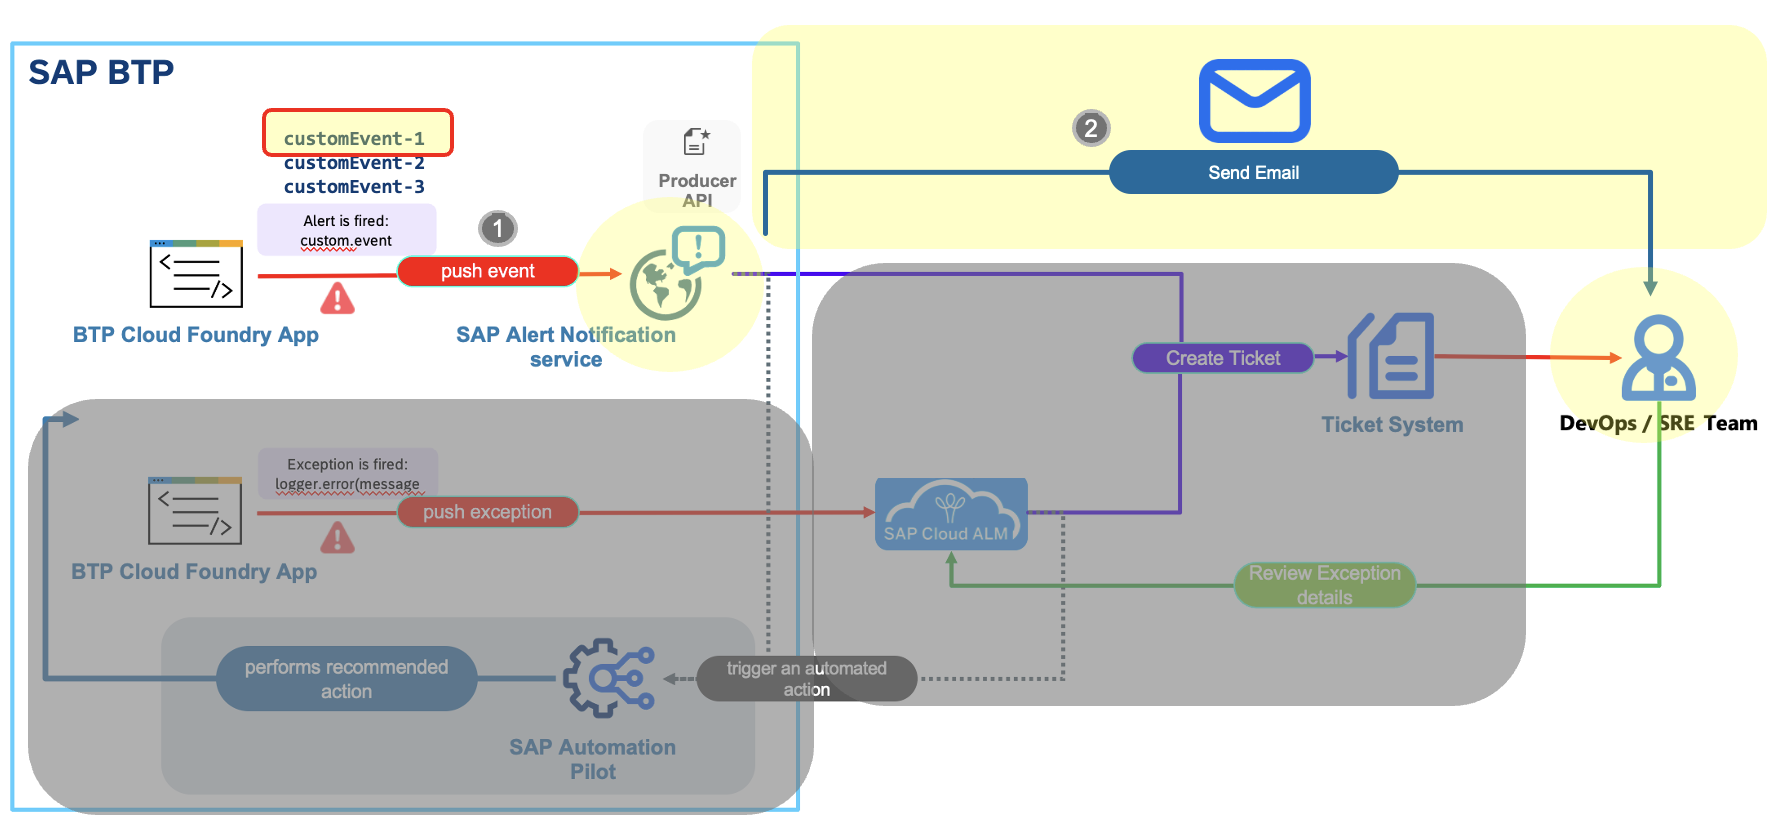 SAP BTP
customEvent-1
customEvent-2
customEvent-3
Producer
API
2
Send Email
Alert is fired:
custom.event
1
push event
BTP Cloud Foundry App
SAP Alert Notification
service
Create Ticket
Ticket System
DevOps / SRE Team
Exception is fired:
logger.error(message
push exception
BTP Cloud Foundry App
SAP Cloud ALM
Review Exception
details
performs recommended
action
trigger an automated
action
SAP Automation
Pilot